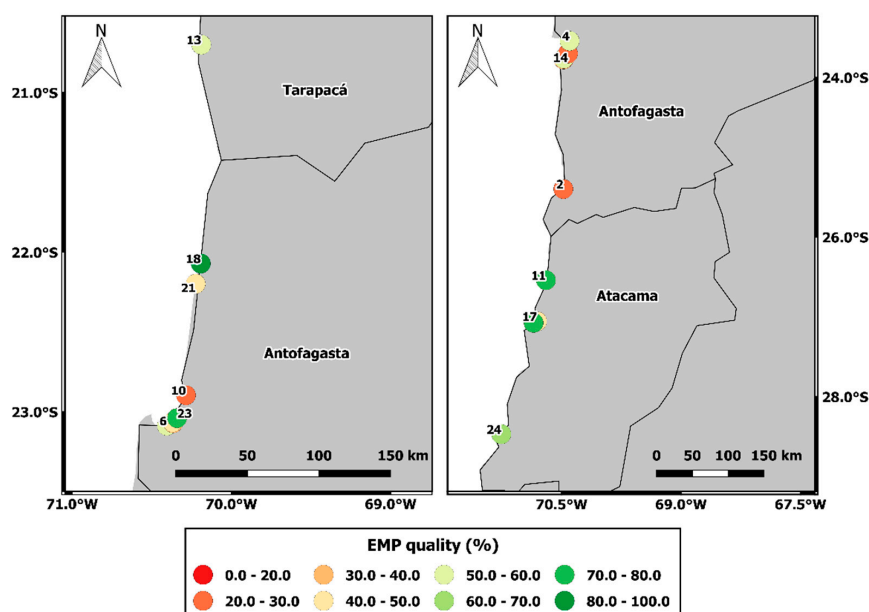 N
13
21.0°S
Tarapacá
22.0°S
18
21
Antofagasta
10
23
6
23.0°S
0 50 100 150 km
71.0°W 70.0°W 69.0°W
N
4
14
24.0°S
Antofagasta
2
26.0°S
11
Atacama
17
28.0°S
24
0 50 100 150 km
70.5°W 69.0°W 67.5°W
EMP quality (%)
0.0 - 20.0 30.0 - 40.0 50.0 - 60.0 70.0 - 80.0
20.0 - 30.0 40.0 - 50.0 60.0 - 70.0 80.0 - 100.0